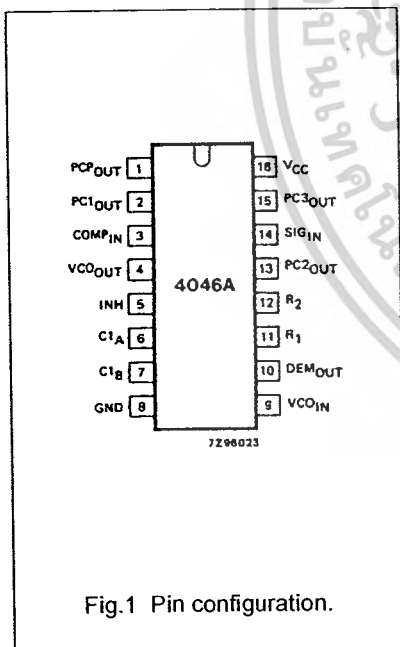 PCPOUT 1
PC1OUT 2
COMPIN 3
VCOOUT 4
INH 5
C1A 6
C1B 7
GND 8
4046A
16 VCC
15 PC3OUT
14 SIGIN
13 PC2OUT
12 R2
11 R1
10 DEMOUT
9 VCOIN
7Z96023
Fig.1 Pin configuration.